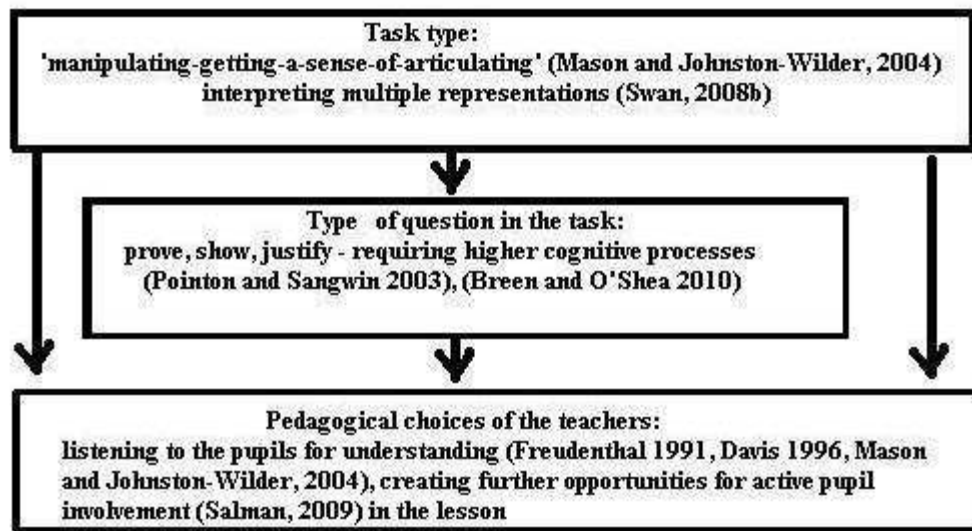 Task type:
'manipulating-getting-a-sense-of-articulating' (Mason and Johnston-Wilder, 2004)
interpreting multiple representations (Swan, 2008b)
Type of question in the task:
prove, show, justify - requiring higher cognitive processes
(Pointon and Sangwin 2003), (Breen and O'Shea 2010)
Pedagogical choices of the teachers:
listening to the pupils for understanding (Freudenthal 1991, Davis 1996, Mason
and Johnston-Wilder, 2004), creating further opportunities for active pupil
involvement (Salman, 2009) in the lesson